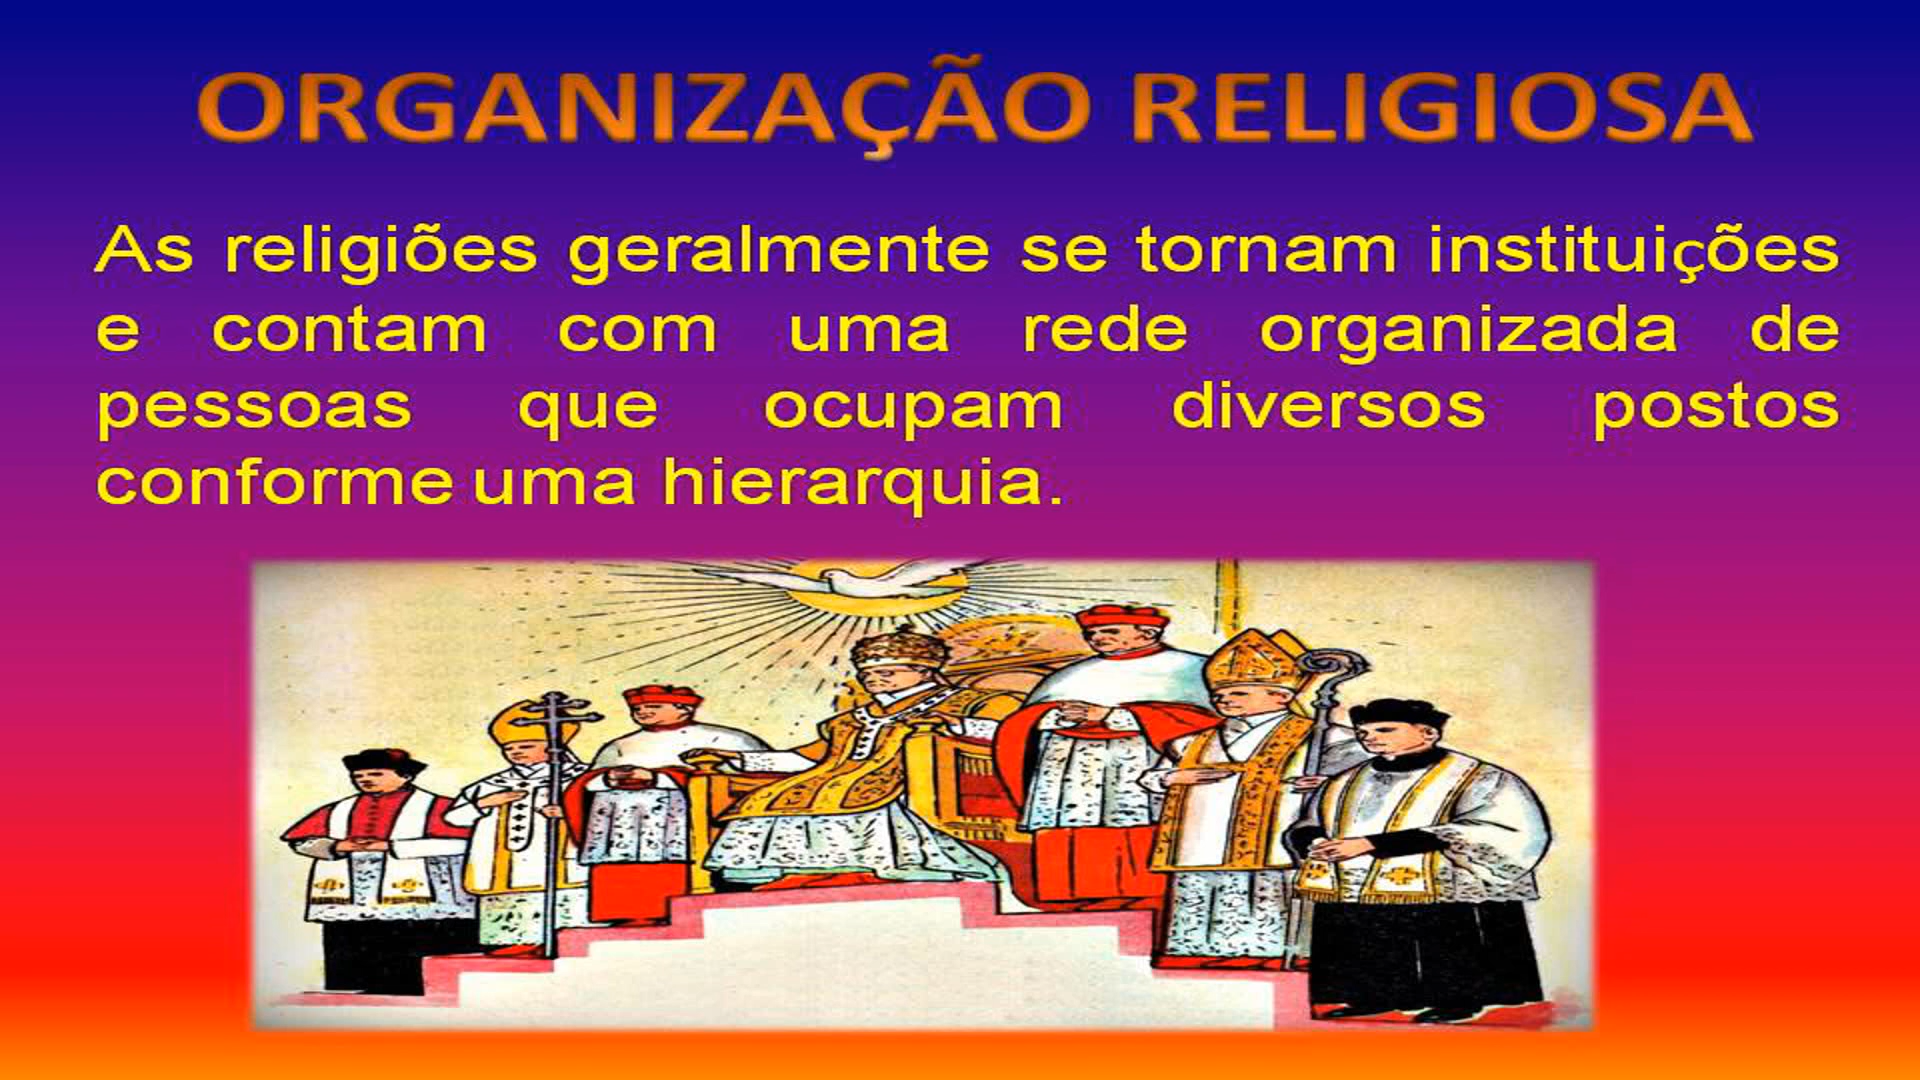 ORGANIZAÇÃO RELIGIOSA
As religiões geralmente se tornam instituições
e contam com uma rede organizada de
pessoas que ocupam diversos postos
conforme uma hierarquia.